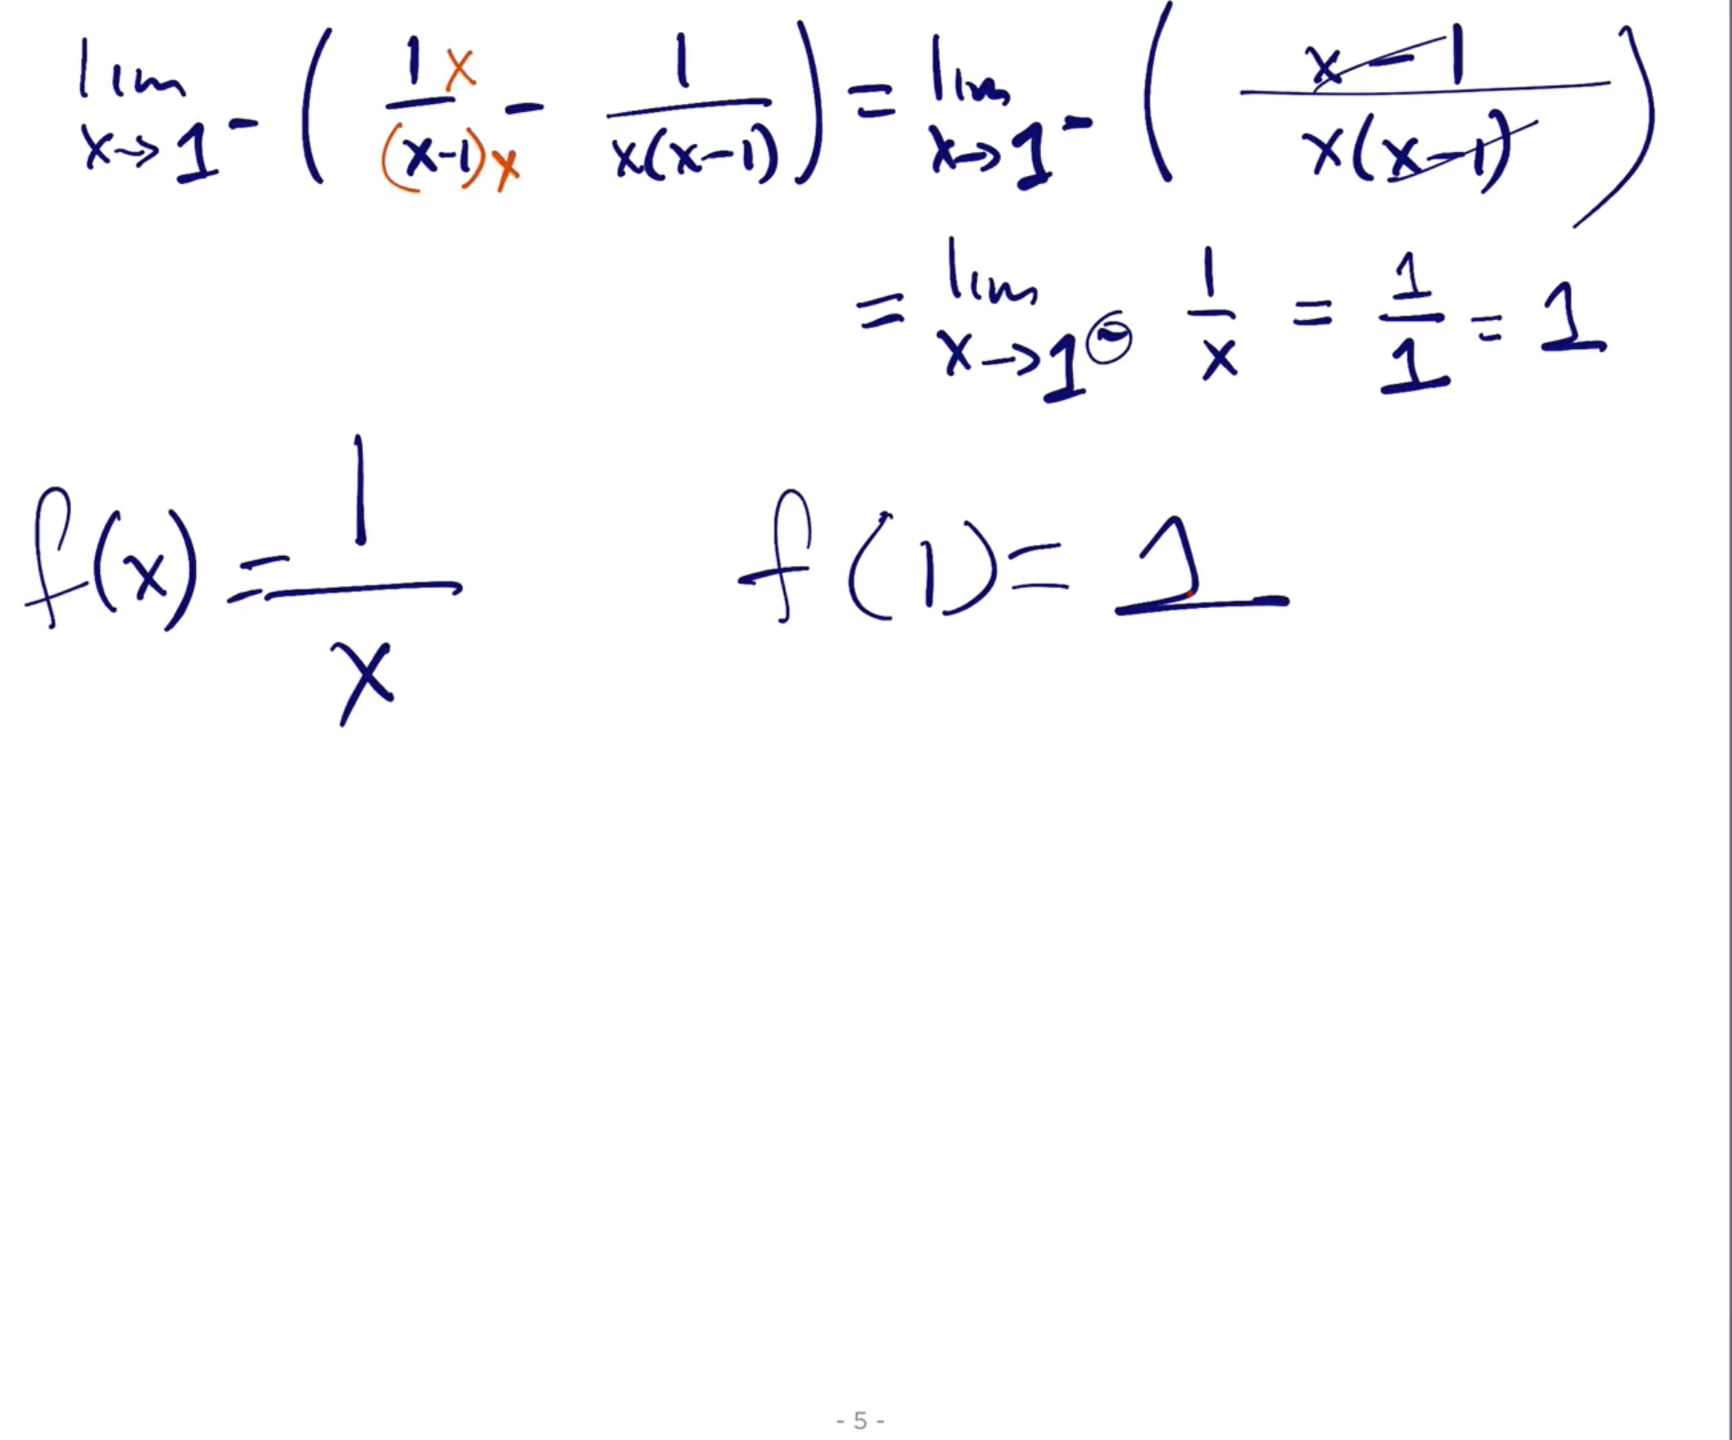 lim x→1⁻ ( 1x/(x-1)x - 1/x(x-1) ) = lim x→1⁻ ( x-1/x(x-1) )
= lim x→1⁻ 1/x = 1/1 = 1
f(x) = 1/x f(1) = 1
- 5 -